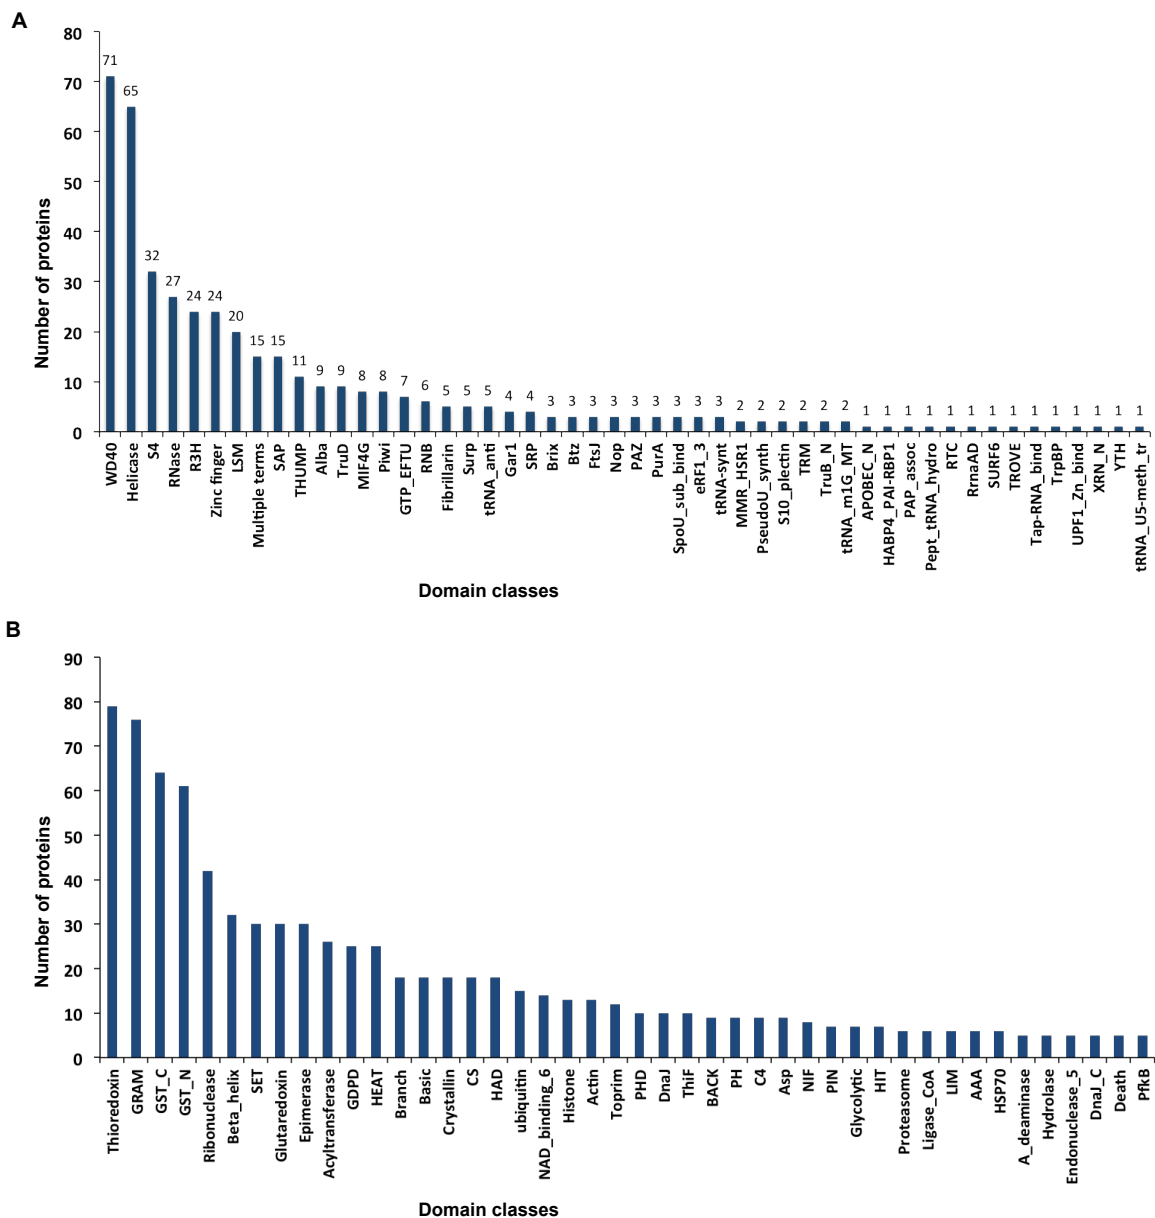 A
Number of proteins
80
70
60
50
40
30
20
10
0
71
65
32
27
24
24
20
15
15
11
9
9
8
8
7
6
5
5
5
4
4
3
3
3
3
3
3
3
3
3
2
2
2
2
2
2
1
1
1
1
1
1
1
1
1
1
1
1
1
1
WD40
Helicase
S4
RNase
R3H
Zinc finger
LSM
Multiple terms
SAP
THUMP
Alba
TruD
MIF4G
Piwi
GTP_EFTU
RNB
Fibrillarin
Surp
tRNA_anti
Gar1
SRP
Brix
Btz
FtsJ
Nop
PAZ
PurA
SpoU_sub_bind
eRF1_3
tRNA-synt
MMR_HSR1
PseudoU_synth
S10_plectin
TRM
TruB_N
tRNA_m1G_MT
APOBEC_N
HABP4_PAI-RBP1
PAP_assoc
Pept_tRNA_hydro
RTC
RrnaAD
SURF6
TROVE
Tap-RNA_bind
TrpBP
UPF1_Zn_bind
XRN_N
YTH
tRNA_U5-meth_tr
Domain classes
B
Number of proteins
90
80
70
60
50
40
30
20
10
0
Thioredoxin
GRAM
GST_C
GST_N
Ribonuclease
Beta_helix
SET
Glutaredoxin
Epimerase
Acyltransferase
GDPD
HEAT
Branch
Basic
Crystallin
CS
HAD
ubiquitin
NAD_binding_6
Histone
Actin
Toprim
PHD
DnaJ
ThiF
BACK
PH
C4
Asp
NIF
PIN
Glycolytic
HIT
Proteasome
Ligase_CoA
LIM
AAA
HSP70
A_deaminase
Hydrolase
Endonuclease_5
DnaJ_C
Death
PfkB
Domain classes